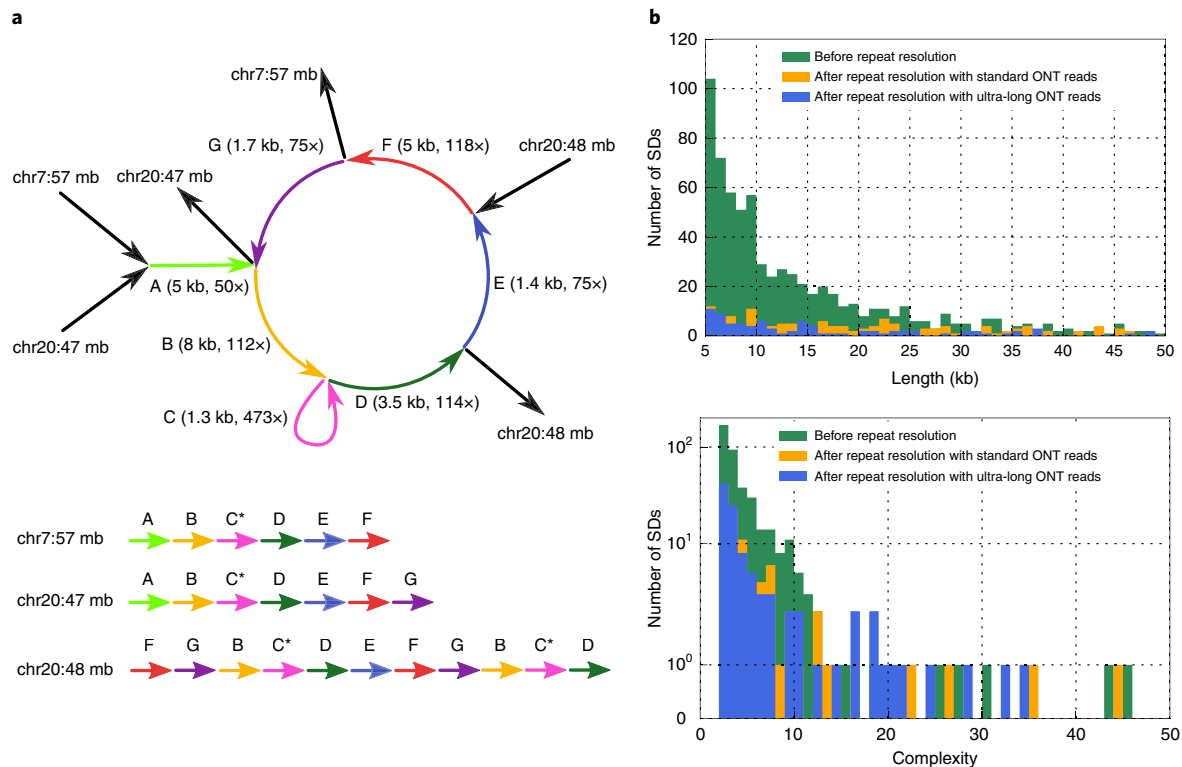 a
chr7:57 mb
G (1.7 kb, 75×)
F (5 kb, 118×)
chr20:48 mb
chr7:57 mb
chr20:47 mb
A (5 kb, 50×)
E (1.4 kb, 75×)
chr20:47 mb
B (8 kb, 112×)
C (1.3 kb, 473×)
D (3.5 kb, 114×)
chr20:48 mb
A B C* D E F
chr7:57 mb
A B C* D E F G
chr20:47 mb
F G B C* D E F G B C* D
chr20:48 mb
b
120
100
80
60
40
20
0
Number of SDs
Before repeat resolution
After repeat resolution with standard ONT reads
After repeat resolution with ultra-long ONT reads
5 10 15 20 25 30 35 40 45 50
Length (kb)
10²
10¹
10⁰
0
Number of SDs
Before repeat resolution
After repeat resolution with standard ONT reads
After repeat resolution with ultra-long ONT reads
0 10 20 30 40 50
Complexity